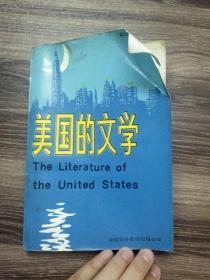 美国的文学
The Literature of
the United States